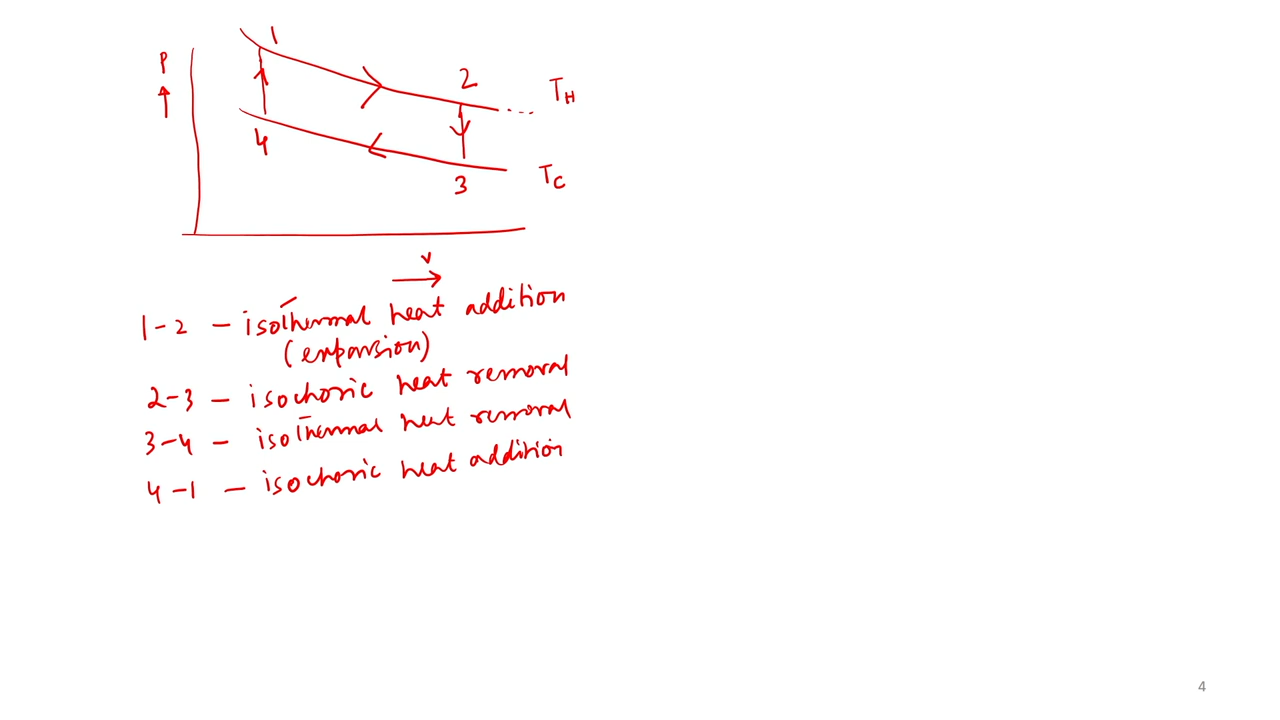 1
P
2
T_H
4
3
T_C
v
1-2 – isothermal heat addition
(expansion)
2-3 – isochoric heat removal
3-4 – isothermal heat removal
4-1 – isochoric heat addition
4